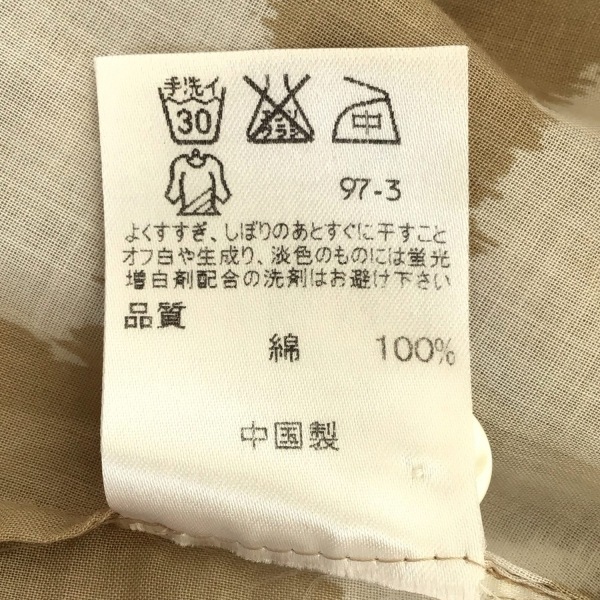 手洗イ
30
エンソ
クラシ
中
97-3
よくすすぎ、しぼりのあとすぐに干すこと
オフ白や生成り、淡色のものには蛍光
増白剤配合の洗剤はお避け下さい
品質
綿 100%
中国製